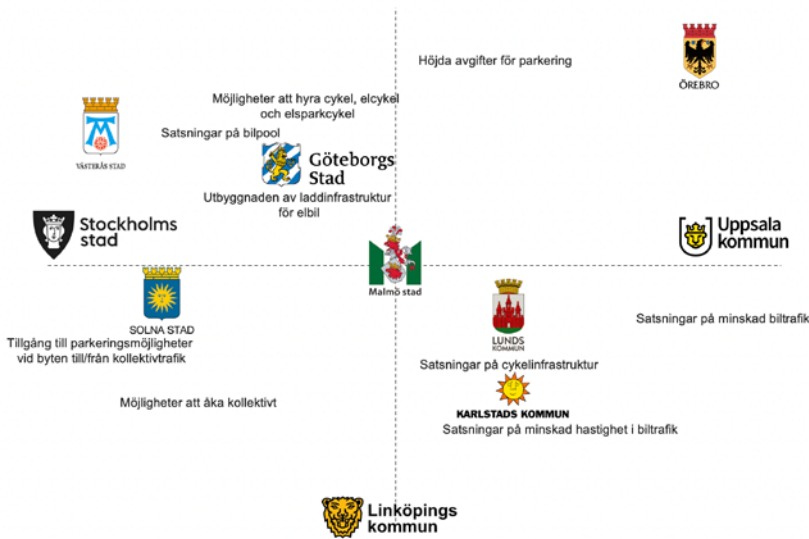 Höjda avgifter för parkering
ÖREBRO
Möjligheter att hyra cykel, elcykel
och elsparkcykel
Satsningar på bilpool
VÄSTERÅS STAD
Göteborgs
Stad
Utbyggnaden av laddinfrastruktur
för elbil
Stockholms
stad
Uppsala
kommun
Malmö stad
SOLNA STAD
Tillgång till parkeringsmöjligheter
vid byten till/från kollektivtrafik
LUNDS
KOMMUN
Satsningar på minskad biltrafik
Satsningar på cykelinfrastruktur
Möjligheter att åka kollektivt
KARLSTADS KOMMUN
Satsningar på minskad hastighet i biltrafik
Linköpings
kommun